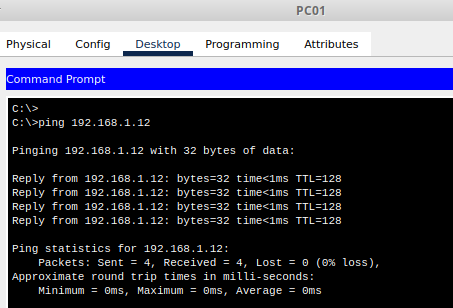 PC01
Physical Config Desktop Programming Attributes
Command Prompt
C:\>
C:\>ping 192.168.1.12
Pinging 192.168.1.12 with 32 bytes of data:
Reply from 192.168.1.12: bytes=32 time<1ms TTL=128
Reply from 192.168.1.12: bytes=32 time<1ms TTL=128
Reply from 192.168.1.12: bytes=32 time<1ms TTL=128
Reply from 192.168.1.12: bytes=32 time<1ms TTL=128
Ping statistics for 192.168.1.12:
Packets: Sent = 4, Received = 4, Lost = 0 (0% loss),
Approximate round trip times in milli-seconds:
Minimum = 0ms, Maximum = 0ms, Average = 0ms